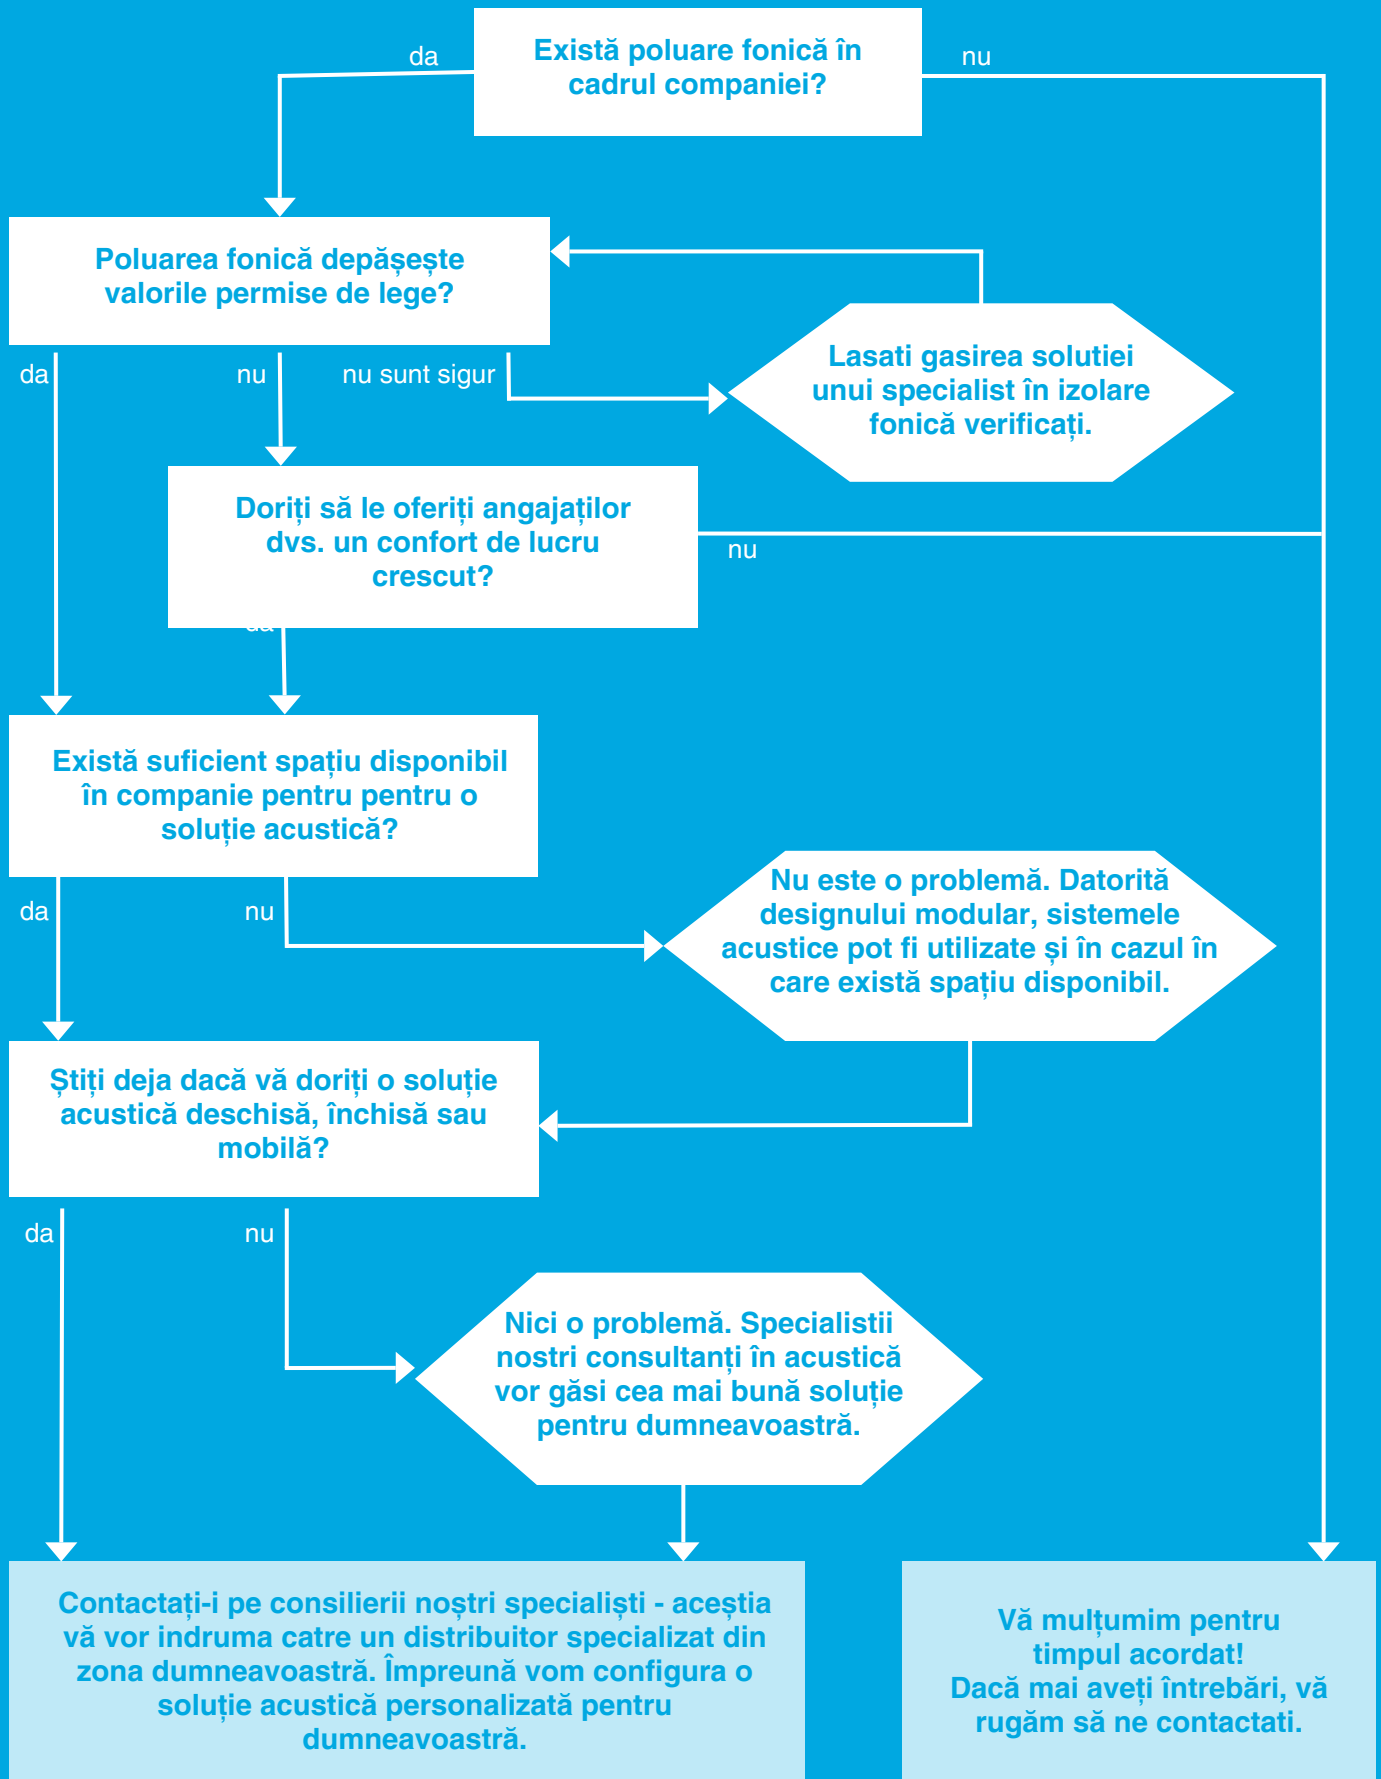 Există poluare fonică în
cadrul companiei?
da
nu
Poluarea fonică depășește
valorile permise de lege?
da
nu
nu sunt sigur
Lasati gasirea solutiei
unui specialist în izolare
fonică verificați.
Doriți să le oferiți angajaților
dvs. un confort de lucru
crescut?
nu
da
Există suficient spațiu disponibil
în companie pentru pentru o
soluție acustică?
da
nu
Nu este o problemă. Datorită
designului modular, sistemele
acustice pot fi utilizate și în cazul în
care există spațiu disponibil.
Știți deja dacă vă doriți o soluție
acustică deschisă, închisă sau
mobilă?
da
nu
Nici o problemă. Specialistii
nostri consultanți în acustică
vor găsi cea mai bună soluție
pentru dumneavoastră.
Contactați-i pe consilierii noștri specialiști - aceștia
vă vor indruma catre un distribuitor specializat din
zona dumneavoastră. Împreună vom configura o
soluție acustică personalizată pentru
dumneavoastră.
Vă mulțumim pentru
timpul acordat!
Dacă mai aveți întrebări, vă
rugăm să ne contactati.